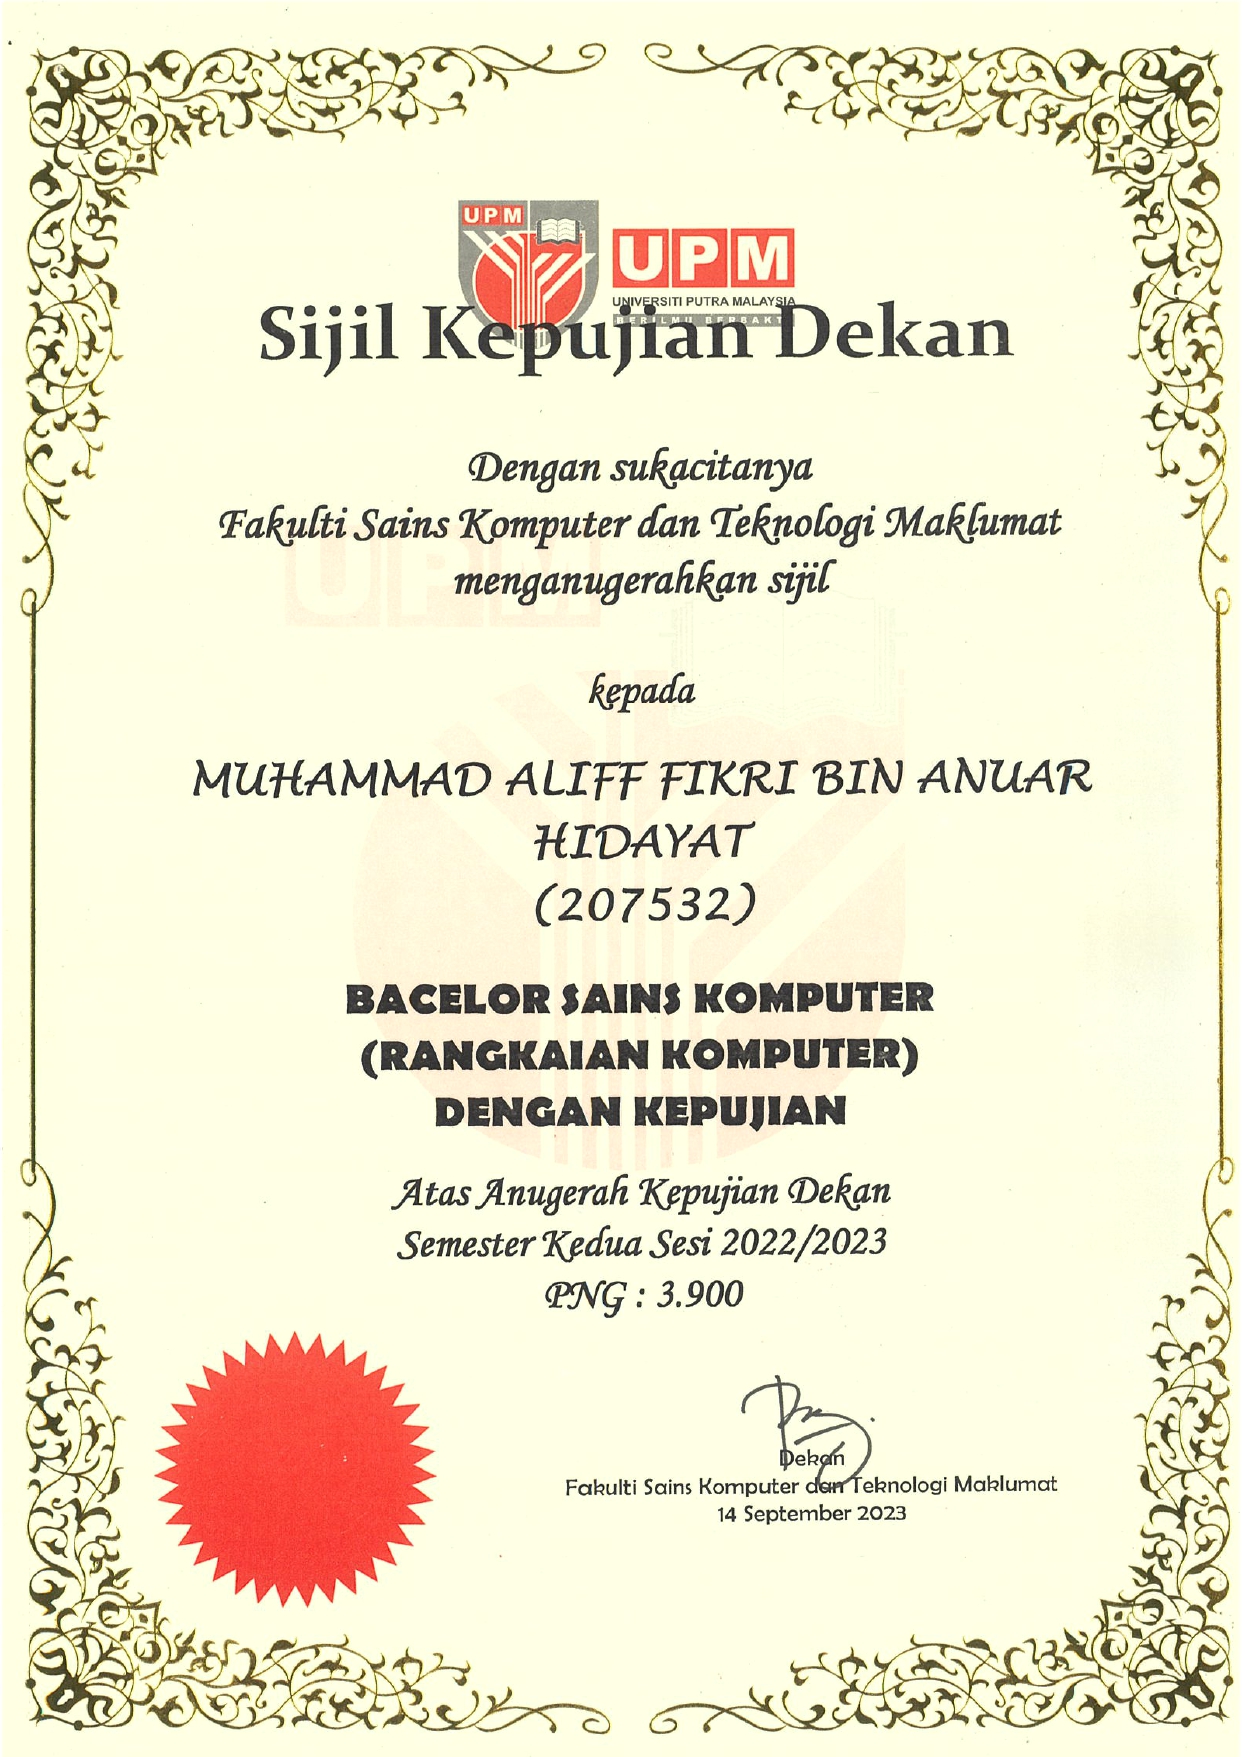 UPM
UPM
UNIVERSITI PUTRA MALAYSIA
BERILMU BERBAKTI
Sijil Kepujian Dekan
Dengan sukacitanya
Fakulti Sains Komputer dan Teknologi Maklumat
menganugerahkan sijil
UPM
kepada
MUHAMMAD ALIFF FIKRI BIN ANUAR
HIDAYAT
(207532)
BACELOR SAINS KOMPUTER
(RANGKAIAN KOMPUTER)
DENGAN KEPUJIAN
Atas Anugerah Kepujian Dekan
Semester Kedua Sesi 2022/2023
PNG : 3.900
Dekan
Fakulti Sains Komputer dan Teknologi Maklumat
14 September 2023